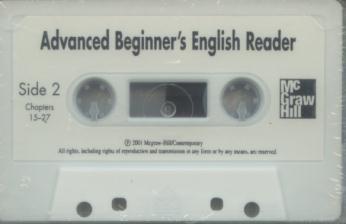 Advanced Beginner's English Reader
Side 2
Chapters
15-27
Mc
Graw
Hill
℗ 2001 Mcgraw-Hill/Contemporary
All rights, including rights of reproduction and transmission in any form or by any means, are reserved.